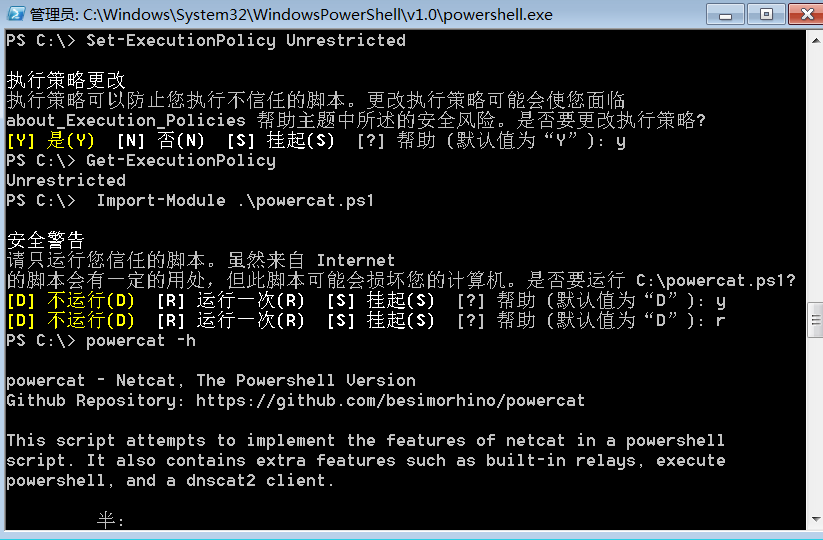 管理员: C:\Windows\System32\WindowsPowerShell\v1.0\powershell.exe
PS C:\> Set-ExecutionPolicy Unrestricted
执行策略更改
执行策略可以防止您执行不信任的脚本。更改执行策略可能会使您面临
about_Execution_Policies 帮助主题中所述的安全风险。是否要更改执行策略?
[Y] 是(Y)  [N] 否(N)  [S] 挂起(S)  [?] 帮助 (默认值为“Y”): y
PS C:\> Get-ExecutionPolicy
Unrestricted
PS C:\>  Import-Module .\powercat.ps1
安全警告
请只运行您信任的脚本。虽然来自 Internet
的脚本会有一定的用处，但此脚本可能会损坏您的计算机。是否要运行 C:\powercat.ps1?
[D] 不运行(D)  [R] 运行一次(R)  [S] 挂起(S)  [?] 帮助 (默认值为“D”): y
[D] 不运行(D)  [R] 运行一次(R)  [S] 挂起(S)  [?] 帮助 (默认值为“D”): r
PS C:\> powercat -h
powercat - Netcat, The Powershell Version
Github Repository: https://github.com/besimorhino/powercat
This script attempts to implement the features of netcat in a powershell
script. It also contains extra features such as built-in relays, execute
powershell, and a dnscat2 client.
半: